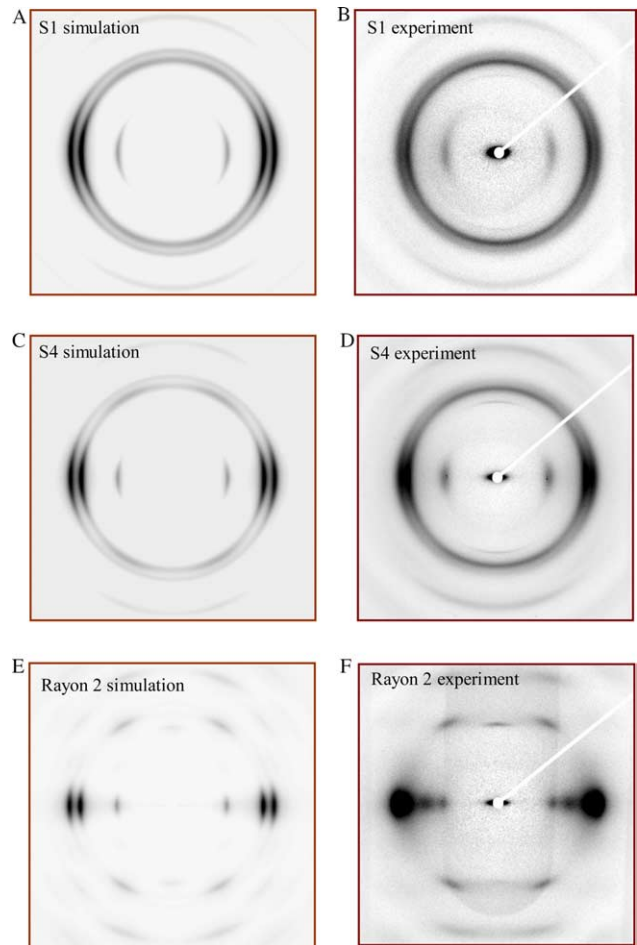 A
S1 simulation
B
S1 experiment
C
S4 simulation
D
S4 experiment
E
Rayon 2 simulation
F
Rayon 2 experiment